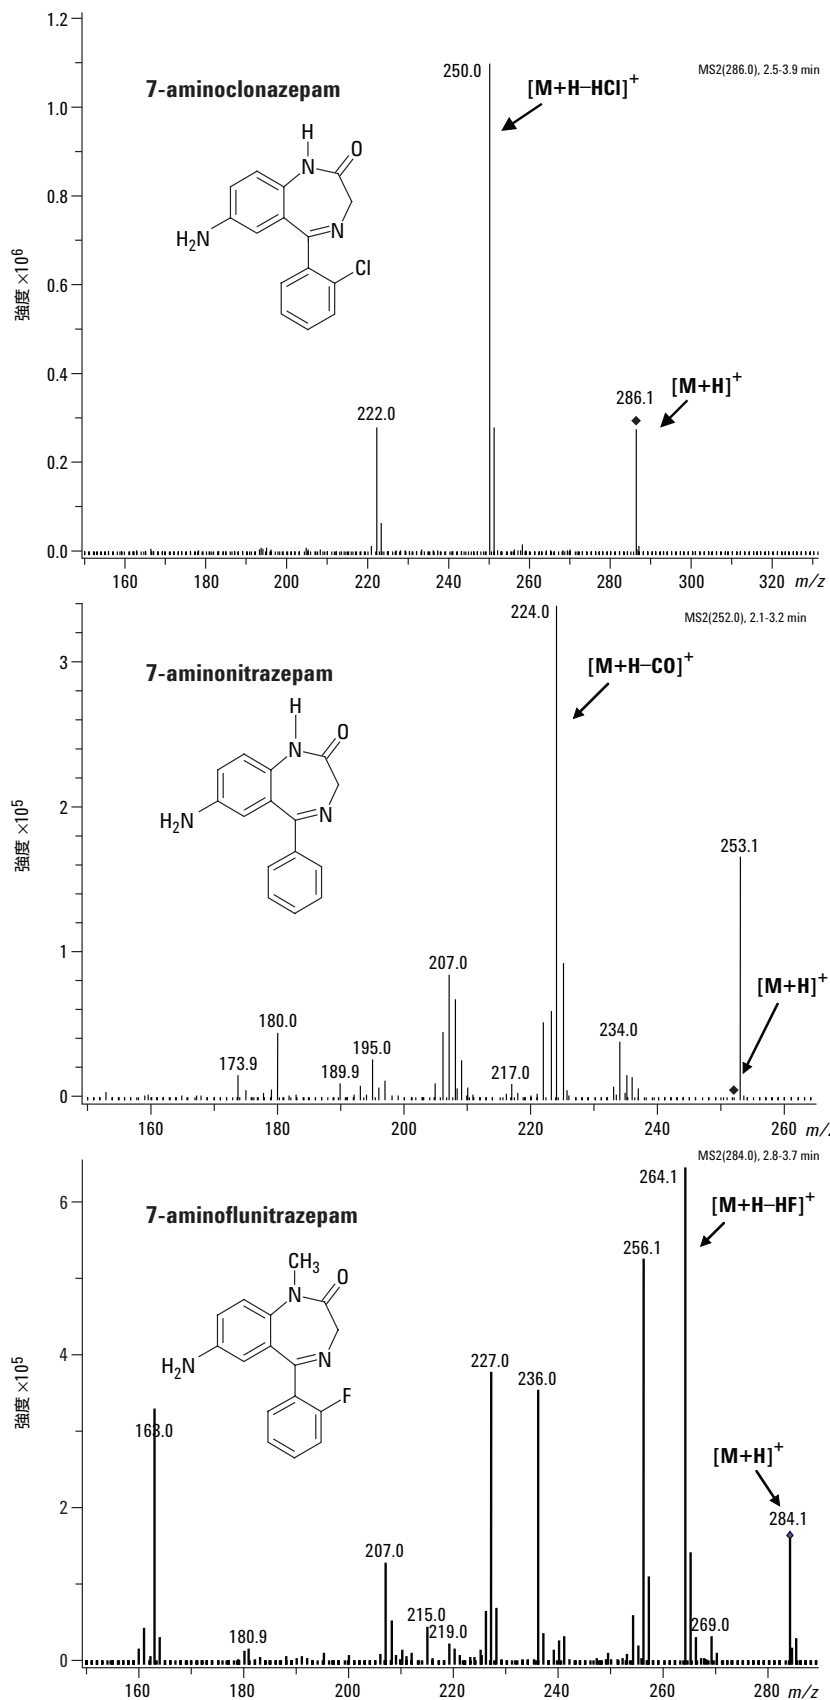 1.2
MS2(286.0), 2.5-3.9 min
250.0
[M+H–HCl]+
7-aminoclonazepam
1.0
H
N
O
0.8
H2N
N
Cl
0.6
強度 ×10⁶
0.4
[M+H]+
286.1
222.0
0.2
0.0
160 180 200 220 240 260 280 300 320 m/z
MS2(252.0), 2.1-3.2 min
224.0
3
[M+H–CO]+
7-aminonitrazepam
H
N
O
2
H2N
N
強度 ×10⁵
253.1
1
207.0
[M+H]+
180.0
234.0
195.0
173.9
189.9
217.0
0
160 180 200 220 240 260 m/z
MS2(284.0), 2.8-3.7 min
264.1
6
[M+H–HF]+
7-aminoflunitrazepam
256.1
CH3
N
O
4
H2N
N
227.0
236.0
強度 ×10⁵
F
163.0
[M+H]+
2
284.1
207.0
215.0
219.0
269.0
180.9
0
160 180 200 220 240 260 280 m/z